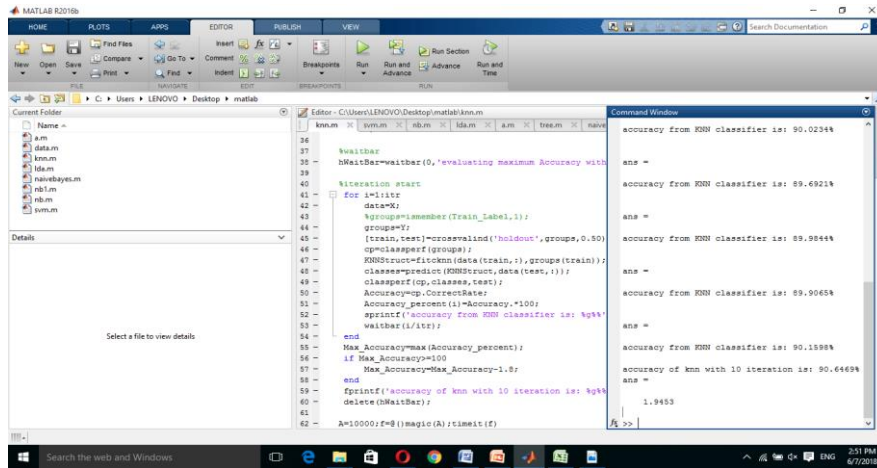 MATLAB R2016b
HOME PLOTS APPS EDITOR PUBLISH VIEW
Search Documentation
New Open Save Find Files Compare Print
Go To Find
Insert fx Comment Indent
Breakpoints Run Run and Advance Run Section Advance Run and Time
FILE NAVIGATE EDIT BREAKPOINTS RUN
C: Users LENOVO Desktop matlab
Current Folder
Name
a.m
data.m
knn.m
lda.m
naivebayes.m
nb1.m
nb.m
svm.m
Details
Select a file to view details
Editor - C:\Users\LENOVO\Desktop\matlab\knn.m
knn.m svm.m nb.m lda.m a.m tree.m naive
36
37 %waitbar
38 - hWaitBar=waitbar(0,'evaluating maximum Accuracy with
39
40 %iteration start
41 - for i=1:itr
42 - data=X;
43 %groups=ismember(Train_Label,1);
44 - groups=Y;
45 - [train,test]=crossvalind('holdout',groups,0.50)
46 - cp=classperf(groups);
47 - KNNStruct=fitcknn(data(train,:),groups(train));
48 - classes=predict(KNNStruct,data(test,:));
49 - classperf(cp,classes,test);
50 - Accuracy=cp.CorrectRate;
51 - Accuracy_percent(i)=Accuracy.*100;
52 - sprintf('accuracy from KNN classifier is: %g%%'
53 - waitbar(i/itr);
54 - end
55 - Max_Accuracy=max(Accuracy_percent);
56 - if Max_Accuracy>=100
57 - Max_Accuracy=Max_Accuracy-1.8;
58 - end
59 - fprintf('accuracy of knn with 10 iteration is: %g%%
60 - delete(hWaitBar);
61
62 - A=10000;f=@()magic(A);timeit(f)
Command Window
accuracy from KNN classifier is: 90.0234%
ans =
accuracy from KNN classifier is: 89.6921%
ans =
accuracy from KNN classifier is: 89.9844%
ans =
accuracy from KNN classifier is: 89.9065%
ans =
accuracy from KNN classifier is: 90.1598%
accuracy of knn with 10 iteration is: 90.6469%
ans =
1.9453
fx >>
Search the web and Windows
ENG
2:51 PM
6/7/2018